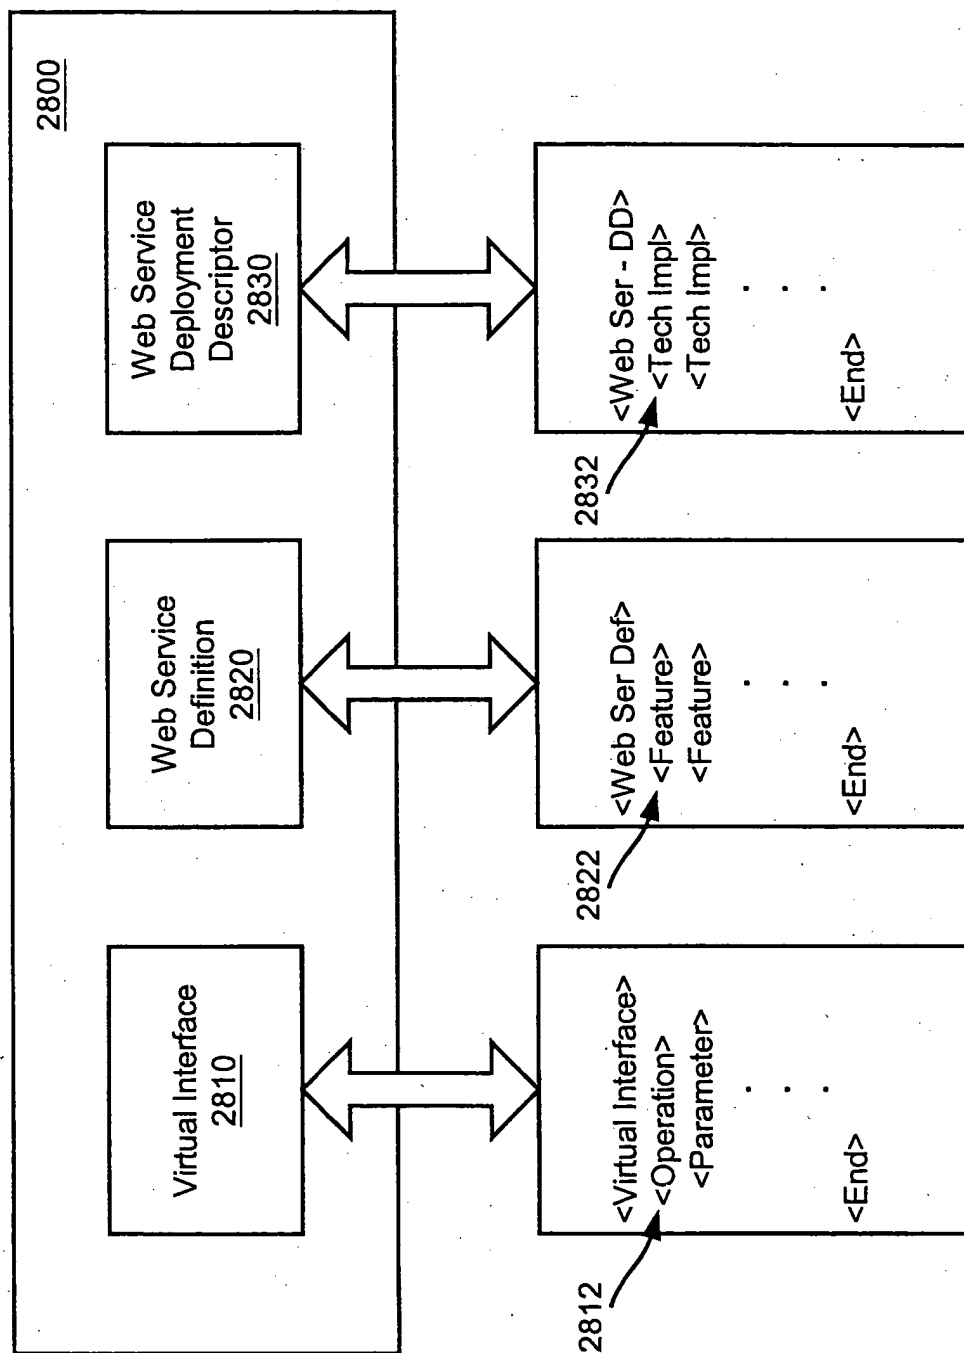 2800
Virtual Interface
2810
Web Service
Definition
2820
Web Service
Deployment
Descriptor
2830
2812
<Virtual Interface>
<Operation>
<Parameter>
. . .
<End>
2822
<Web Ser Def>
<Feature>
<Feature>
. . .
<End>
2832
<Web Ser - DD>
<Tech Impl>
<Tech Impl>
. . .
<End>